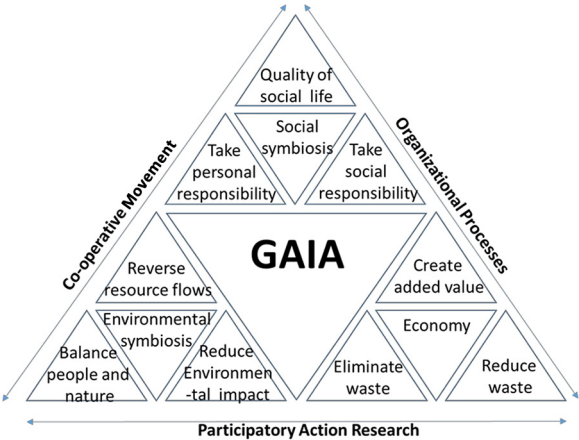 Quality of
social life
Social
symbiosis
Take
personal
responsibility
Take
social
responsibility
Co-operative Movement
Organizational Processes
GAIA
Reverse
resource flows
Create
added value
Environmental
symbiosis
Economy
Balance
people and
nature
Reduce
Environmen
-tal impact
Eliminate
waste
Reduce
waste
Participatory Action Research